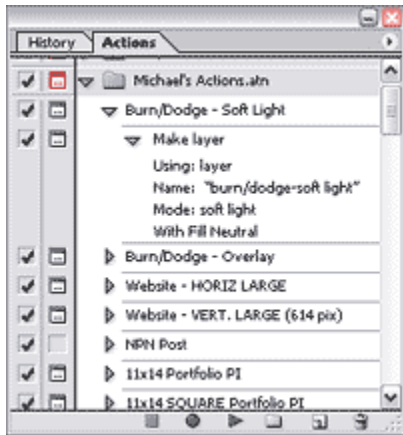 History
Actions
Michael's Actions.atn
Burn/Dodge - Soft Light
Make layer
Using: layer
Name: "burn/dodge-soft light"
Mode: soft light
With Fill Neutral
Burn/Dodge - Overlay
Website - HORIZ LARGE
Website - VERT. LARGE (614 pix)
NPN Post
11x14 Portfolio PI
11x14 SQUARE Portfolio PI